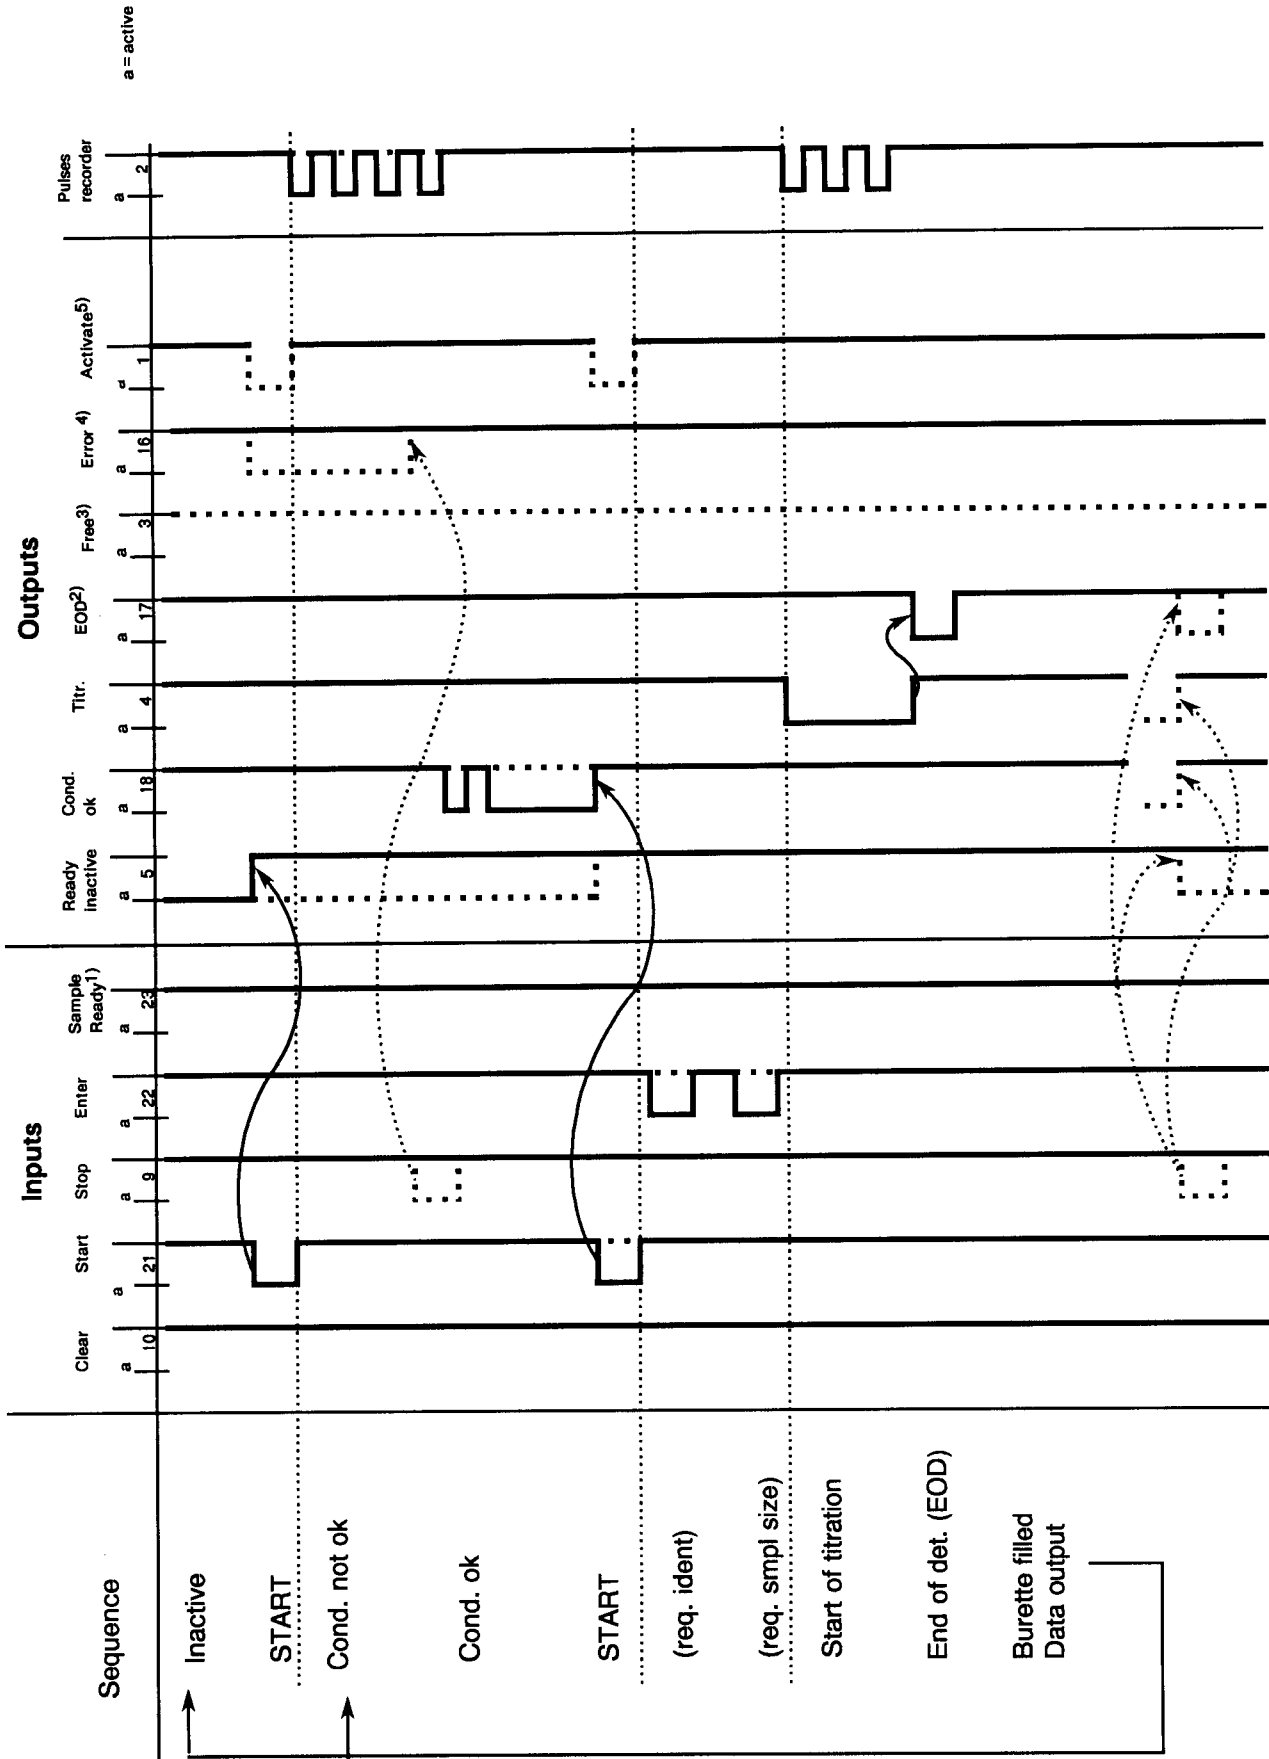 a = active
Outputs
Inputs
Pulses
recorder
a
2
Activate5)
a
1
Error 4)
a
16
Free3)
a
3
EOD2)
a
17
Titr.
a
4
Cond.
ok
a
18
Ready
inactive
a
5
Sample
Ready1)
a
23
Enter
a
22
Stop
a
9
Start
a
21
Clear
a
10
Sequence
Inactive
START
Cond. not ok
Cond. ok
START
(req. ident)
(req. smpl size)
Start of titration
End of det. (EOD)
Burette filled
Data output